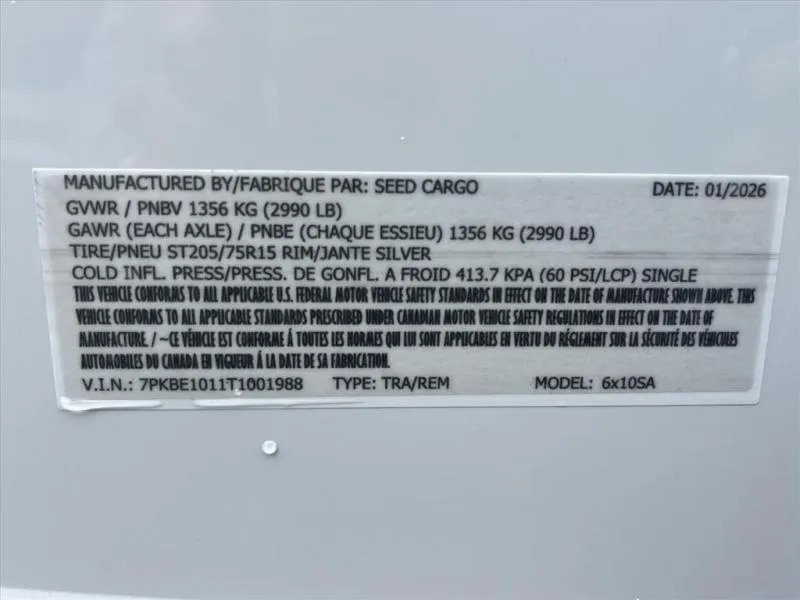 MANUFACTURED BY/FABRIQUE PAR: SEED CARGO DATE: 01/2026
GVWR / PNBV 1356 KG (2990 LB)
GAWR (EACH AXLE) / PNBE (CHAQUE ESSIEU) 1356 KG (2990 LB)
TIRE/PNEU ST205/75R15 RIM/JANTE SILVER
COLD INFL. PRESS/PRESS. DE GONFL. A FROID 413.7 KPA (60 PSI/LCP) SINGLE
THIS VEHICLE CONFORMS TO ALL APPLICABLE U.S. FEDERAL MOTOR VEHICLE SAFETY STANDARDS IN EFFECT ON THE DATE OF MANUFACTURE SHOWN ABOVE. THIS
VEHICLE CONFORMS TO ALL APPLICABLE STANDARDS PRESCRIBED UNDER CANADIAN MOTOR VEHICLE SAFETY REGULATIONS IN EFFECT ON THE DATE OF
MANUFACTURE. / ~CE VÉHICLE EST CONFORME Á TOUTES LES NORMES QUI LUI SONT APPLICABLES EN VERTU DU RÉGLEMENT SUR LA SÉCURITÉ DES VÉHICLES
AUTOMOBILES DU CANADA EN VIGUEUR Á LA DATE DE SA FABRICATION.
V.I.N.: 7PKBE1011T1001988 TYPE: TRA/REM MODEL: 6x10SA